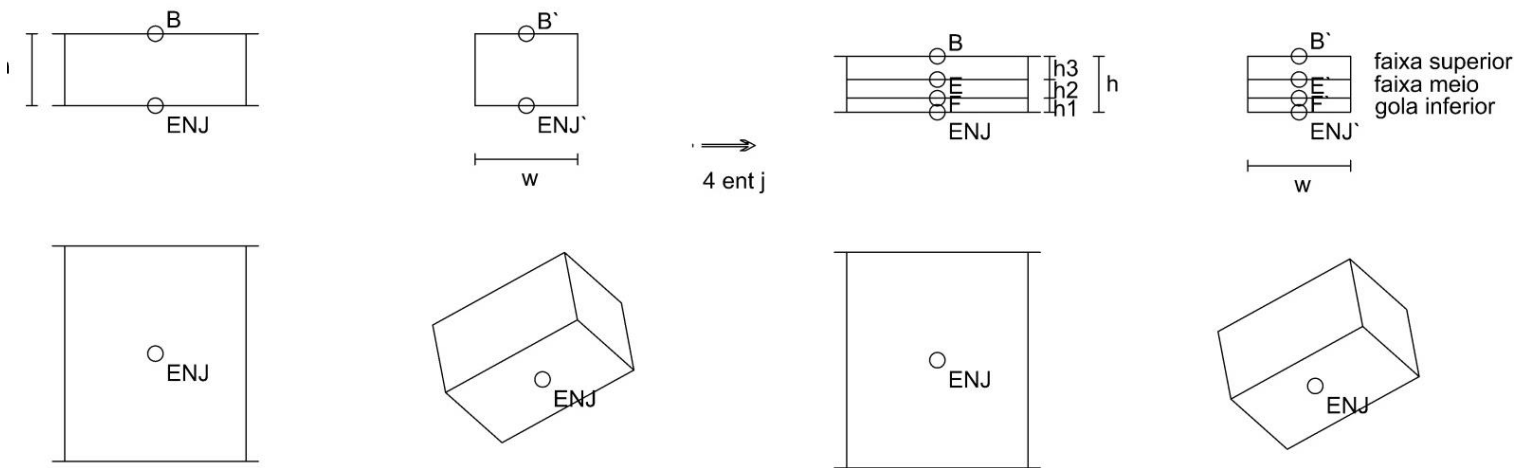 B
B`
B
B`
h3
faixa superior
E
h2
h
E`
faixa meio
F
h1
F`
gola inferior
ENJ
ENJ`
ENJ
ENJ`
w
4 ent j
w
ENJ
ENJ
ENJ
ENJ